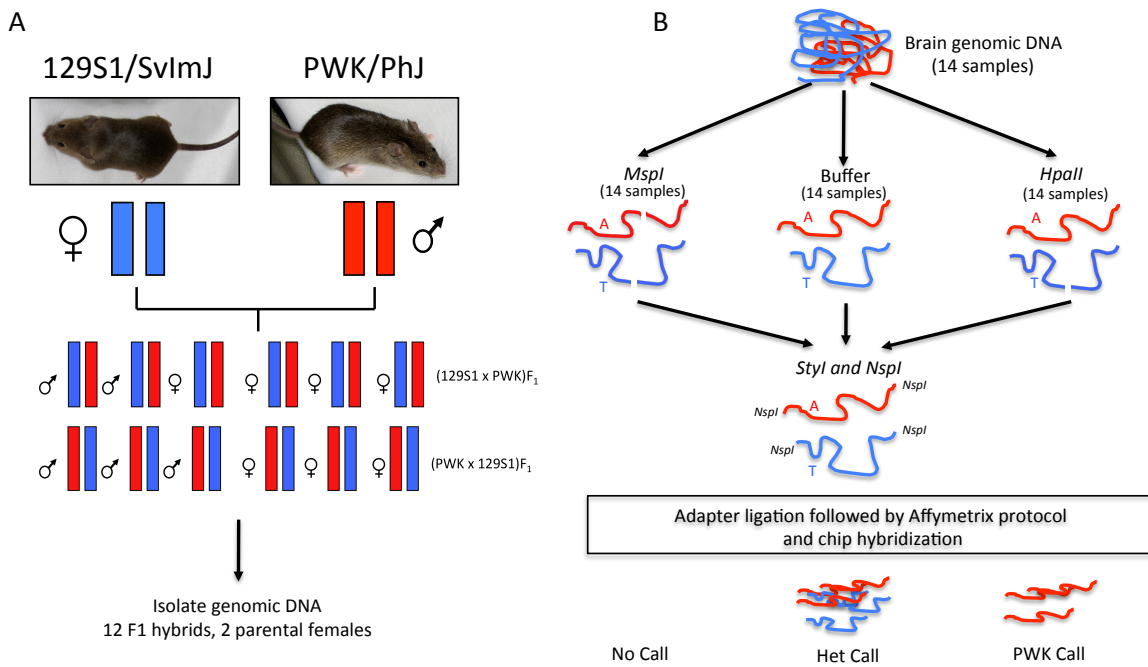 A
129S1/SvImJ
PWK/PhJ
♀
♂
♂ ♂ ♀ ♀ ♀ ♀
(129S1 x PWK)F1
♂ ♂ ♂ ♀ ♀ ♀
(PWK x 129S1)F1
Isolate genomic DNA
12 F1 hybrids, 2 parental females
B
Brain genomic DNA
(14 samples)
MspI
(14 samples)
A
T
Buffer
(14 samples)
A
T
HpaII
(14 samples)
A
T
StyI and NspI
NspI
NspI
A
NspI
NspI
T
Adapter ligation followed by Affymetrix protocol
and chip hybridization
No Call
Het Call
PWK Call